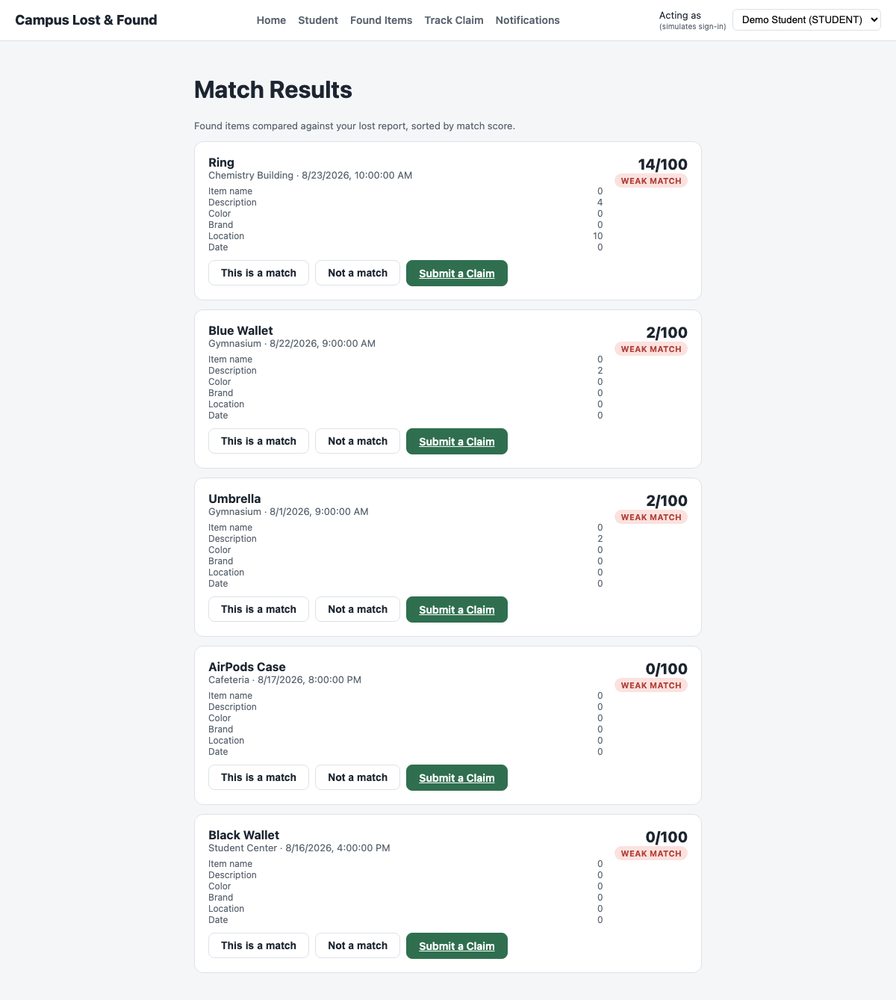 Campus Lost & Found
Home Student Found Items Track Claim Notifications
Acting as
(simulates sign-in)
Demo Student (STUDENT)
Match Results
Found items compared against your lost report, sorted by match score.
Ring
Chemistry Building · 8/23/2026, 10:00:00 AM
14/100
WEAK MATCH
Item name 0
Description 4
Color 0
Brand 0
Location 10
Date 0
This is a match Not a match Submit a Claim
Blue Wallet
Gymnasium · 8/22/2026, 9:00:00 AM
2/100
WEAK MATCH
Item name 0
Description 2
Color 0
Brand 0
Location 0
Date 0
This is a match Not a match Submit a Claim
Umbrella
Gymnasium · 8/1/2026, 9:00:00 AM
2/100
WEAK MATCH
Item name 0
Description 2
Color 0
Brand 0
Location 0
Date 0
This is a match Not a match Submit a Claim
AirPods Case
Cafeteria · 8/17/2026, 8:00:00 PM
0/100
WEAK MATCH
Item name 0
Description 0
Color 0
Brand 0
Location 0
Date 0
This is a match Not a match Submit a Claim
Black Wallet
Student Center · 8/16/2026, 4:00:00 PM
0/100
WEAK MATCH
Item name 0
Description 0
Color 0
Brand 0
Location 0
Date 0
This is a match Not a match Submit a Claim